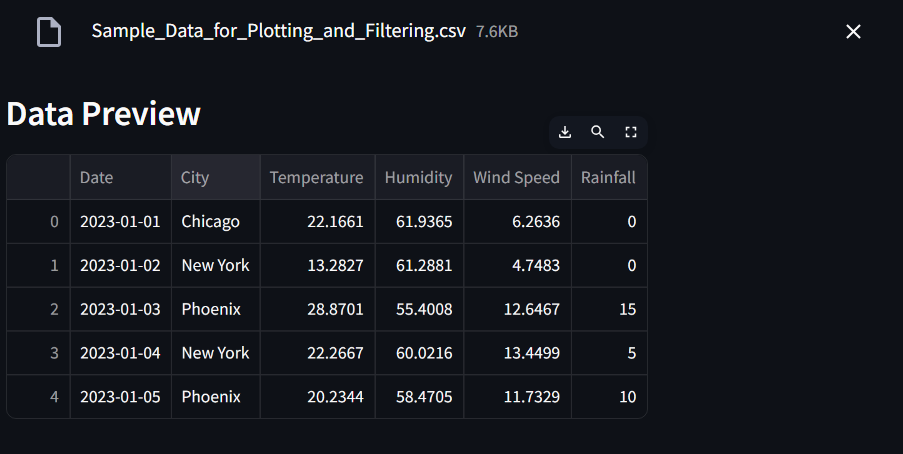 Sample_Data_for_Plotting_and_Filtering.csv 7.6KB
Data Preview
Date City Temperature Humidity Wind Speed Rainfall
0 2023-01-01 Chicago 22.1661 61.9365 6.2636 0
1 2023-01-02 New York 13.2827 61.2881 4.7483 0
2 2023-01-03 Phoenix 28.8701 55.4008 12.6467 15
3 2023-01-04 New York 22.2667 60.0216 13.4499 5
4 2023-01-05 Phoenix 20.2344 58.4705 11.7329 10